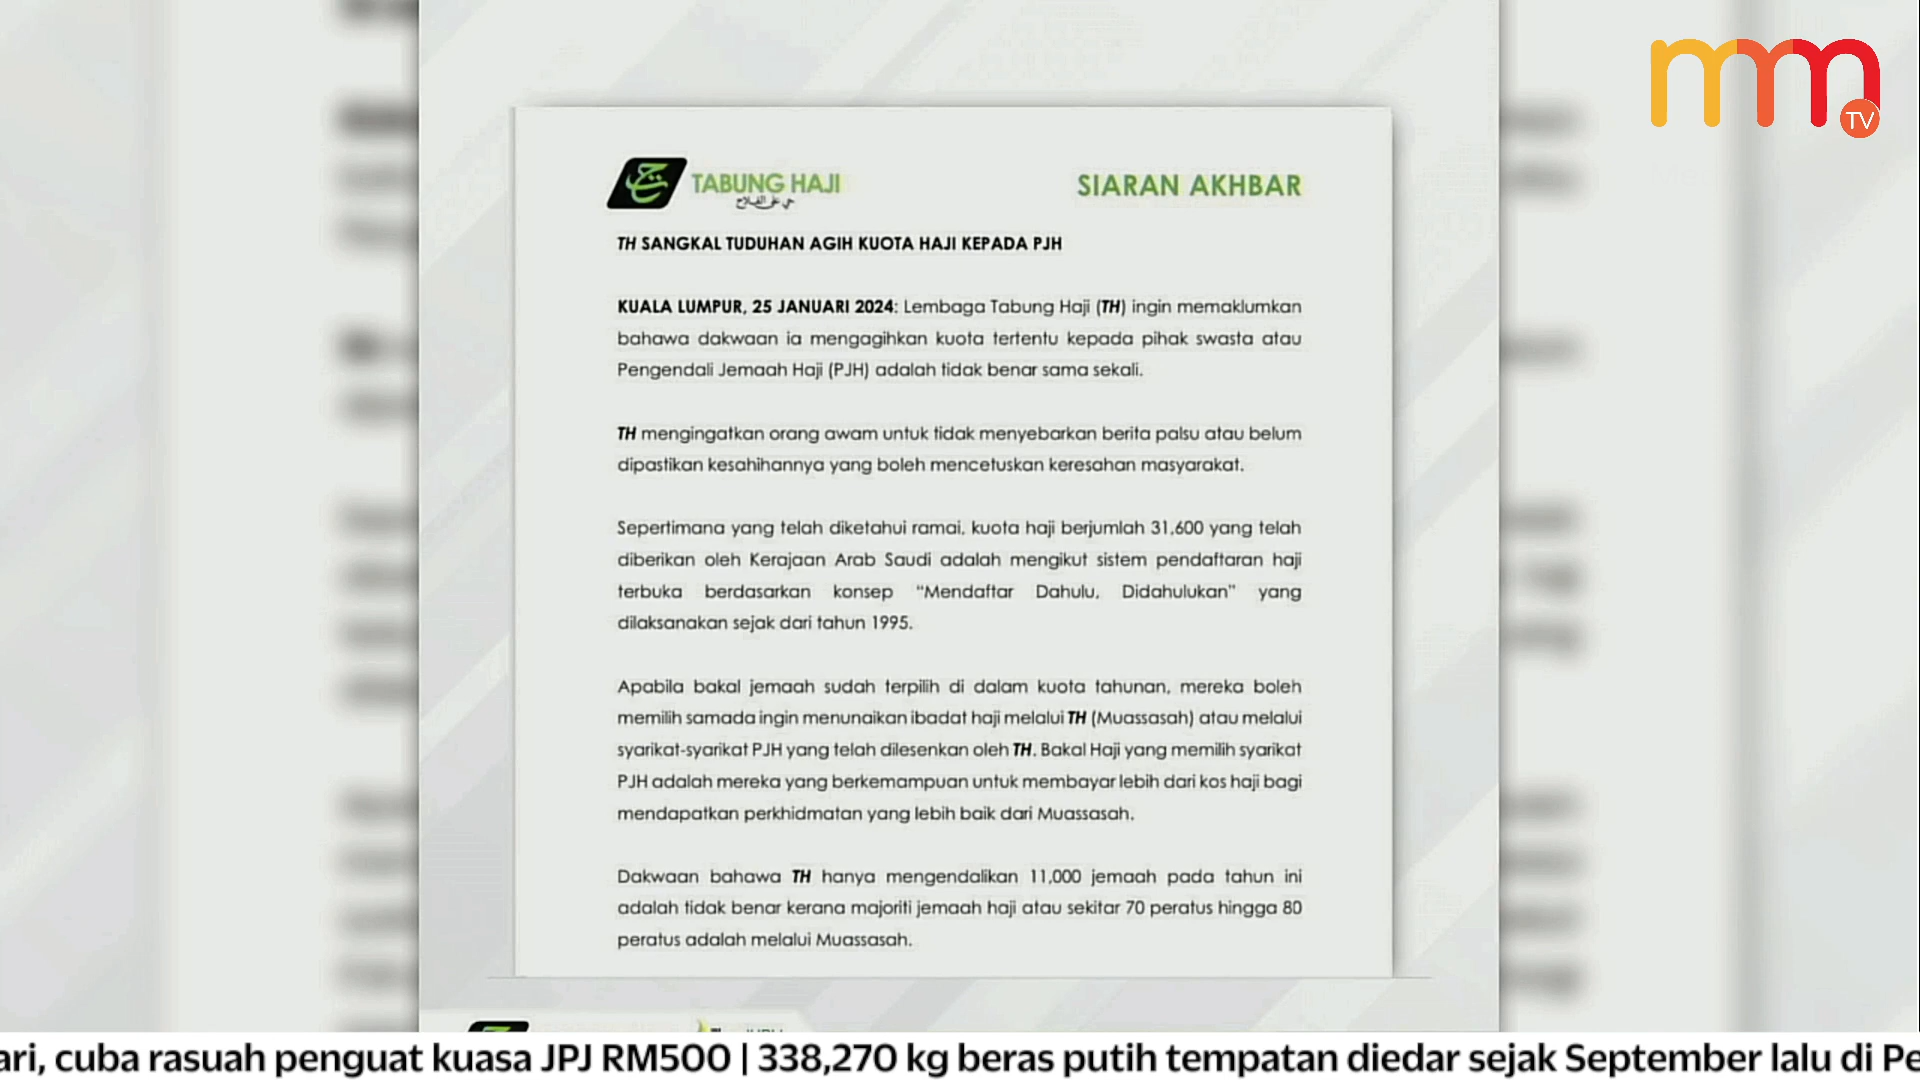 mm
TV
TABUNG HAJI
حي على الفلاح
SIARAN AKHBAR
TH SANGKAL TUDUHAN AGIH KUOTA HAJI KEPADA PJH
KUALA LUMPUR, 25 JANUARI 2024: Lembaga Tabung Haji (TH) ingin memaklumkan
bahawa dakwaan ia mengagihkan kuota tertentu kepada pihak swasta atau
Pengendali Jemaah Haji (PJH) adalah tidak benar sama sekali.
TH mengingatkan orang awam untuk tidak menyebarkan berita palsu atau belum
dipastikan kesahihannya yang boleh mencetuskan keresahan masyarakat.
Sepertimana yang telah diketahui ramai, kuota haji berjumlah 31,600 yang telah
diberikan oleh Kerajaan Arab Saudi adalah mengikut sistem pendaftaran haji
terbuka berdasarkan konsep "Mendaftar Dahulu, Didahulukan" yang
dilaksanakan sejak dari tahun 1995.
Apabila bakal jemaah sudah terpilih di dalam kuota tahunan, mereka boleh
memilih samada ingin menunaikan ibadat haji melalui TH (Muassasah) atau melalui
syarikat-syarikat PJH yang telah dilesenkan oleh TH. Bakal Haji yang memilih syarikat
PJH adalah mereka yang berkemampuan untuk membayar lebih dari kos haji bagi
mendapatkan perkhidmatan yang lebih baik dari Muassasah.
Dakwaan bahawa TH hanya mengendalikan 11,000 jemaah pada tahun ini
adalah tidak benar kerana majoriti jemaah haji atau sekitar 70 peratus hingga 80
peratus adalah melalui Muassasah.
ari, cuba rasuah penguat kuasa JPJ RM500 | 338,270 kg beras putih tempatan diedar sejak September lalu di Pe